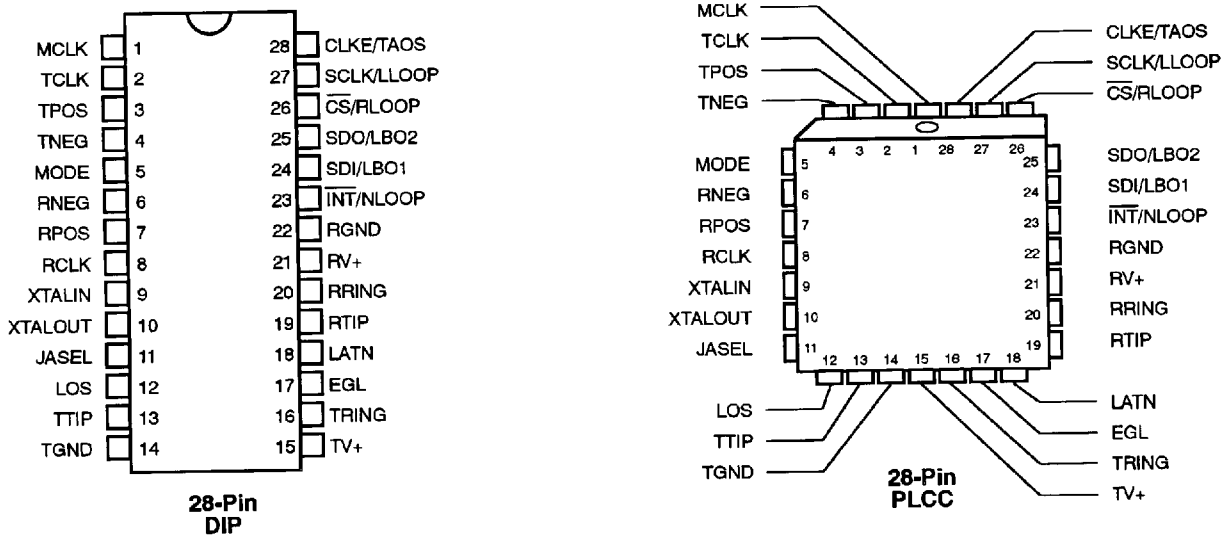 MCLK 1 28 CLKE/TAOS
TCLK 2 27 SCLK/LLOOP
TPOS 3 26 CS/RLOOP
TNEG 4 25 SDO/LBO2
MODE 5 24 SDI/LBO1
RNEG 6 23 INT/NLOOP
RPOS 7 22 RGND
RCLK 8 21 RV+
XTALIN 9 20 RRING
XTALOUT 10 19 RTIP
JASEL 11 18 LATN
LOS 12 17 EGL
TTIP 13 16 TRING
TGND 14 15 TV+
28-Pin
DIP
MCLK
TCLK CLKE/TAOS
TPOS SCLK/LLOOP
TNEG CS/RLOOP
4 3 2 1 28 27 26
MODE 5 25 SDO/LBO2
RNEG 6 24 SDI/LBO1
RPOS 7 23 INT/NLOOP
RCLK 8 22 RGND
XTALIN 9 21 RV+
XTALOUT 10 20 RRING
JASEL 11 19 RTIP
12 13 14 15 16 17 18
LOS LATN
TTIP EGL
TGND TRING
TV+
28-Pin
PLCC